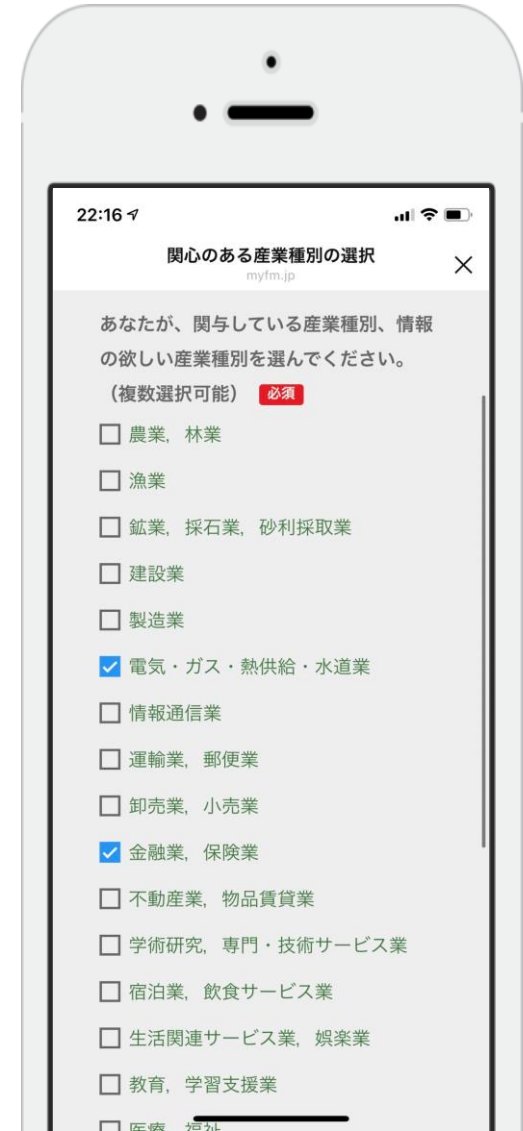 22:16
関心のある産業種別の選択
myfm.jp
あなたが、関与している産業種別、情報
の欲しい産業種別を選んでください。
（複数選択可能） 必須
農業，林業
漁業
鉱業，採石業，砂利採取業
建設業
製造業
電気・ガス・熱供給・水道業
情報通信業
運輸業，郵便業
卸売業，小売業
金融業，保険業
不動産業，物品賃貸業
学術研究，専門・技術サービス業
宿泊業，飲食サービス業
生活関連サービス業，娯楽業
教育，学習支援業
医療，福祉